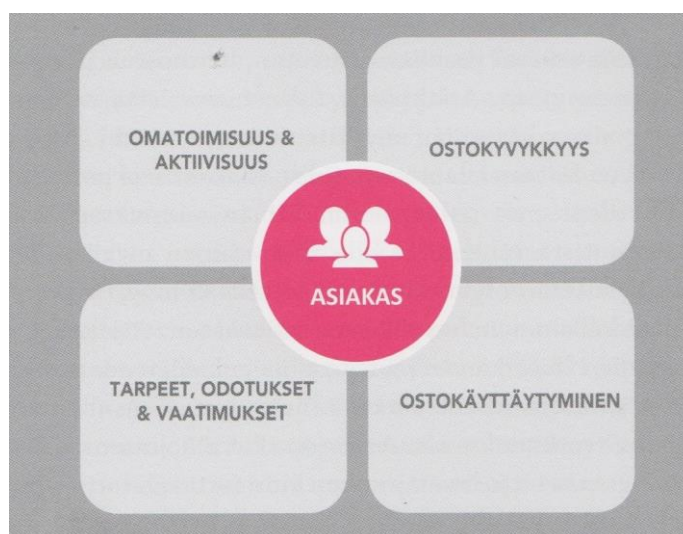 OMATOIMISUUS &
AKTIIVISUUS
OSTOKYVYKKYYS
ASIAKAS
TARPEET, ODOTUKSET
& VAATIMUKSET
OSTOKÄYTTÄYTYMINEN